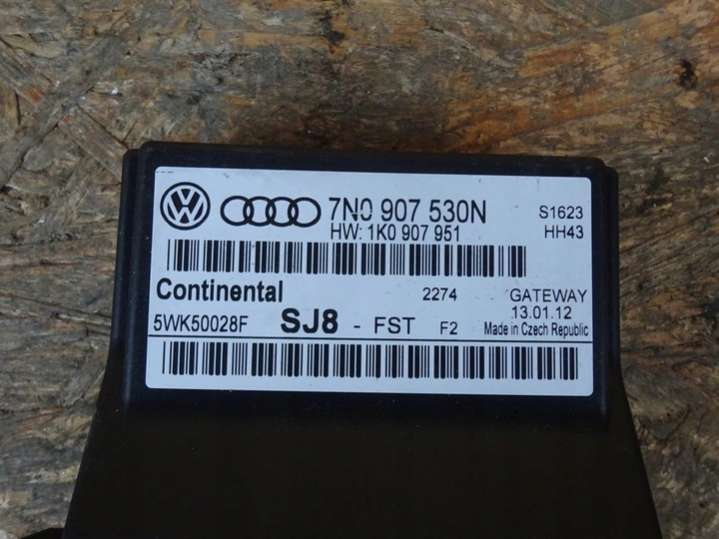 7N0 907 530N S1623
HW: 1K0 907 951 HH43
Continental 2274 GATEWAY
13.01.12
5WK50028F SJ8 - FST F2 Made in Czech Republic